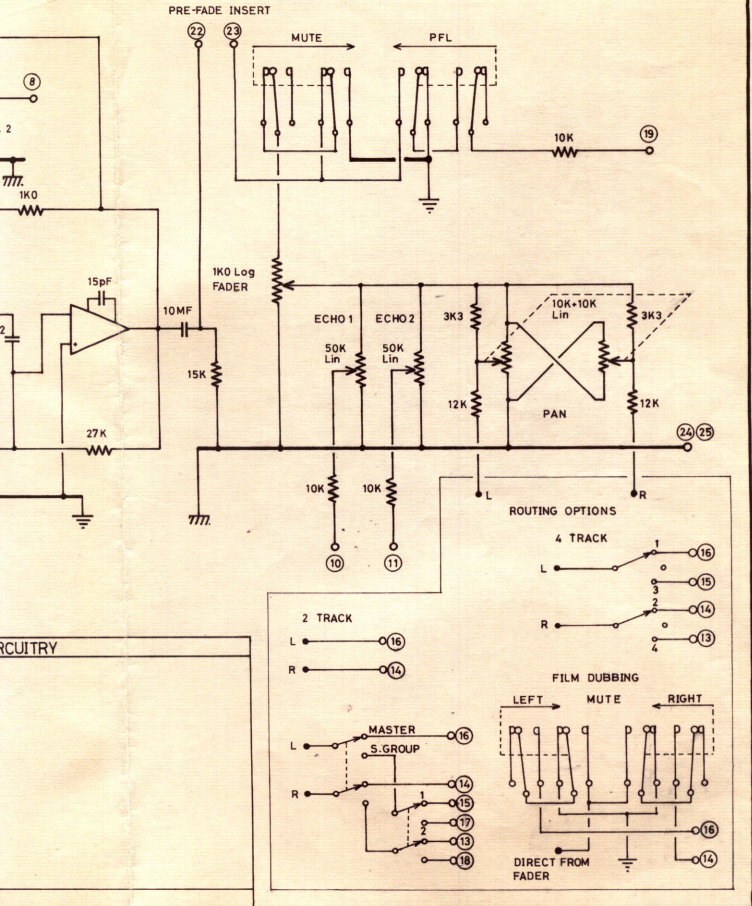 PRE-FADE INSERT
22 23
MUTE PFL
8
2
10K
19
1K0
15pF
1K0 Log
FADER
10MF
2
ECHO 1
ECHO 2
3K3
10K+10K
Lin
3K3
50K
Lin
50K
Lin
15K
12K
PAN
12K
27K
24 25
10K
10K
L
R
10
11
ROUTING OPTIONS
4 TRACK
L
1
16
3
15
R
2
14
4
13
2 TRACK
L
16
R
14
RCUITRY
FILM DUBBING
LEFT MUTE RIGHT
L
MASTER
16
S.GROUP
R
14
1
15
17
2
13
18
16
14
DIRECT FROM
FADER